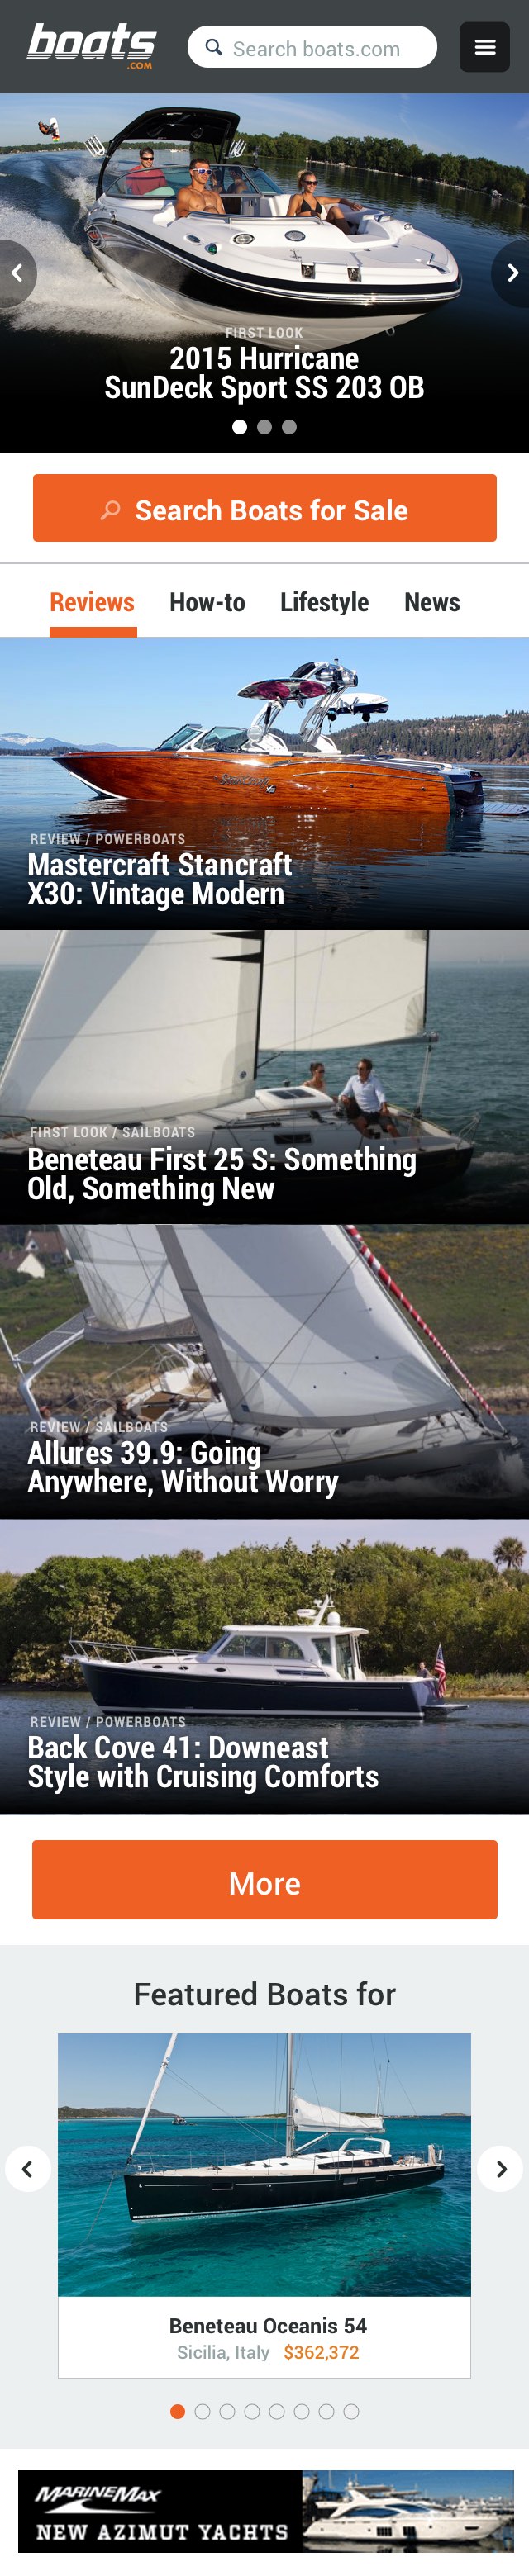 boats
.COM
Search boats.com
FIRST LOOK
2015 Hurricane
SunDeck Sport SS 203 OB
Search Boats for Sale
Reviews How-to Lifestyle News
REVIEW / POWERBOATS
Mastercraft Stancraft
X30: Vintage Modern
FIRST LOOK / SAILBOATS
Beneteau First 25 S: Something
Old, Something New
REVIEW / SAILBOATS
Allures 39.9: Going
Anywhere, Without Worry
REVIEW / POWERBOATS
Back Cove 41: Downeast
Style with Cruising Comforts
More
Featured Boats for
Beneteau Oceanis 54
Sicilia, Italy $362,372
MARINEMAX
NEW AZIMUT YACHTS